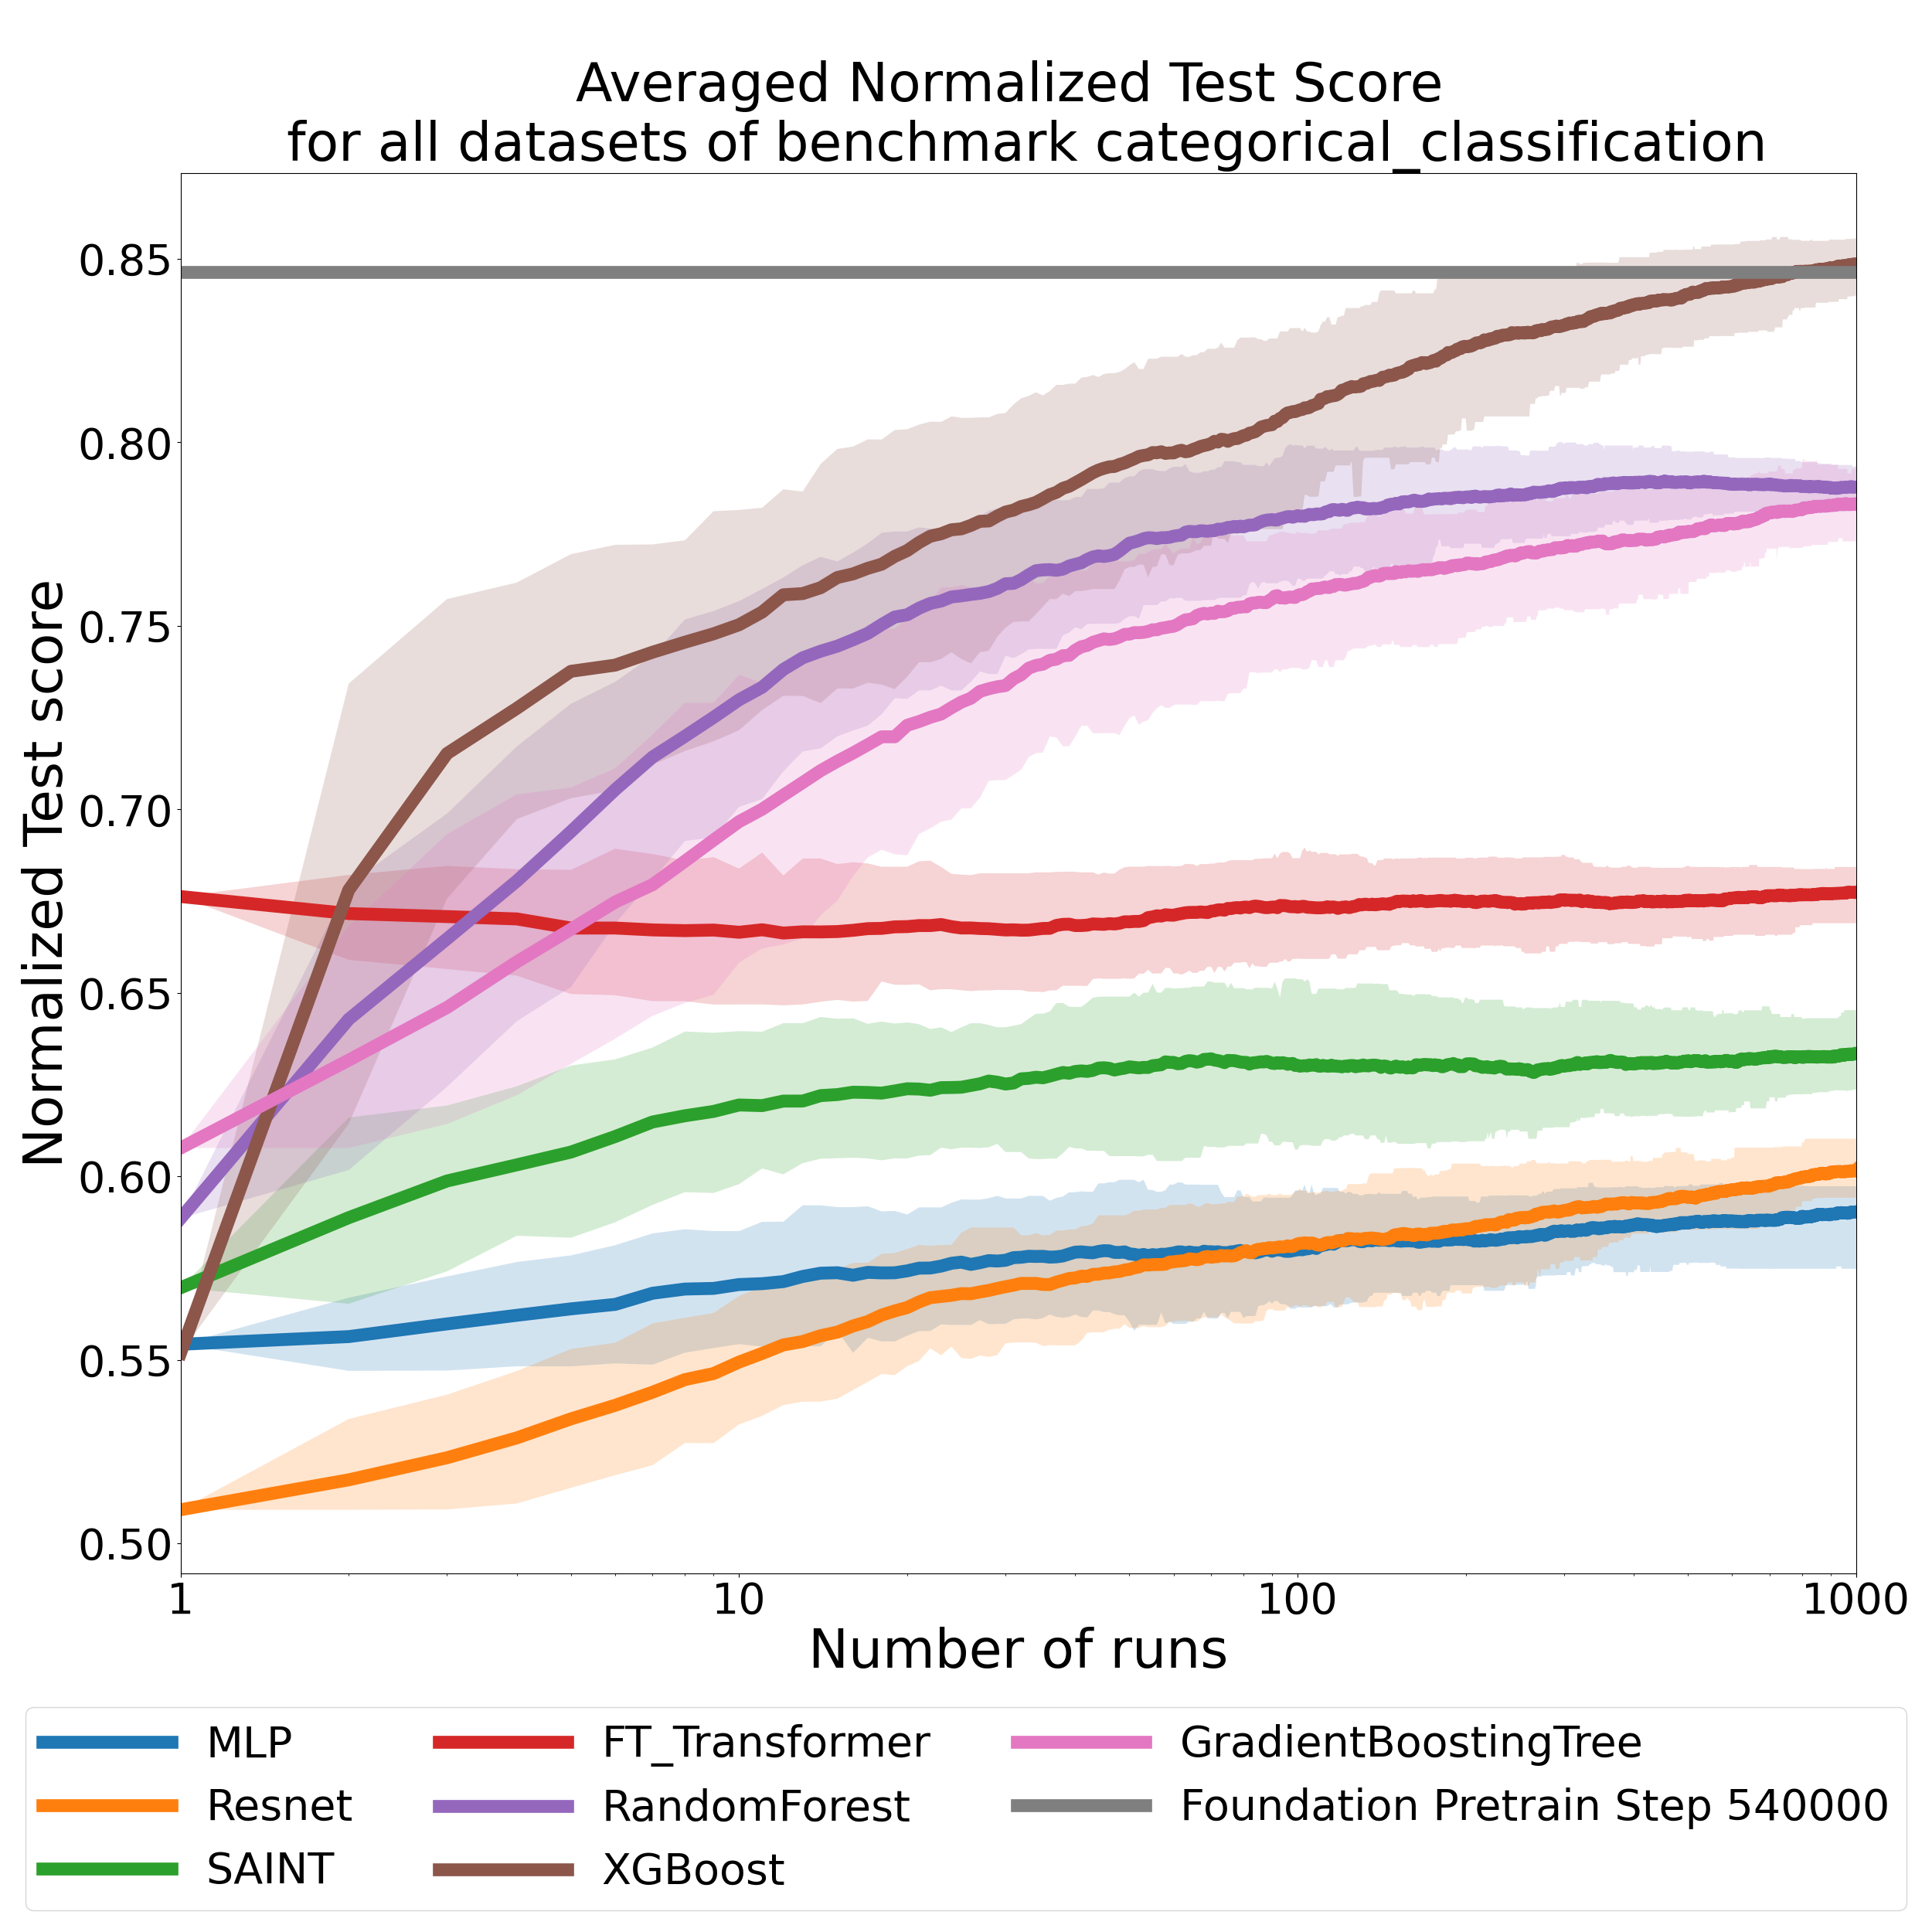 Averaged Normalized Test Score
for all datasets of benchmark categorical_classification
Normalized Test score
0.85
0.80
0.75
0.70
0.65
0.60
0.55
0.50
1 10 100 1000
Number of runs
MLP
Resnet
SAINT
FT_Transformer
RandomForest
XGBoost
GradientBoostingTree
Foundation Pretrain Step 540000